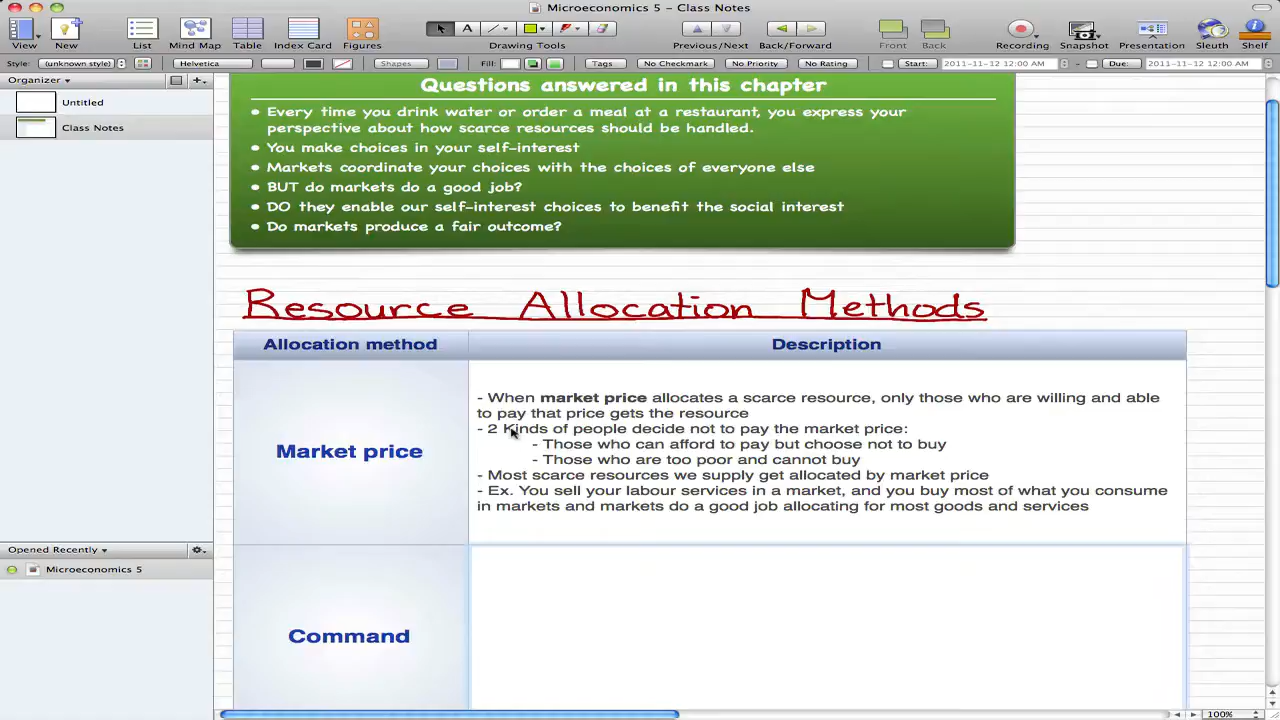 Microeconomics 5 – Class Notes
View New List Mind Map Table Index Card Figures Drawing Tools Previous/Next Back/Forward Front Back Recording Snapshot Presentation Sleuth Shelf
Style: (unknown style) Helvetica Shapes Fill: Tags No Checkmark No Priority No Rating Start: 2011-11-12 12:00:00 AM Due: 2011-11-12 12:00:00 AM
Organizer
Untitled
Class Notes
Questions answered in this chapter
• Every time you drink water or order a meal at a restaurant, you express your
perspective about how scarce resources should be handled.
• You make choices in your self-interest
• Markets coordinate your choices with the choices of everyone else
• BUT do markets do a good job?
• DO they enable our self-interest choices to benefit the social interest
• Do markets produce a fair outcome?
Resource Allocation Methods
Allocation method Description
Market price
- When market price allocates a scarce resource, only those who are willing and able
to pay that price gets the resource
- 2 Kinds of people decide not to pay the market price:
- Those who can afford to pay but choose not to buy
- Those who are too poor and cannot buy
- Most scarce resources we supply get allocated by market price
- Ex. You sell your labour services in a market, and you buy most of what you consume
in markets and markets do a good job allocating for most goods and services
Opened Recently
Microeconomics 5
Command
100%